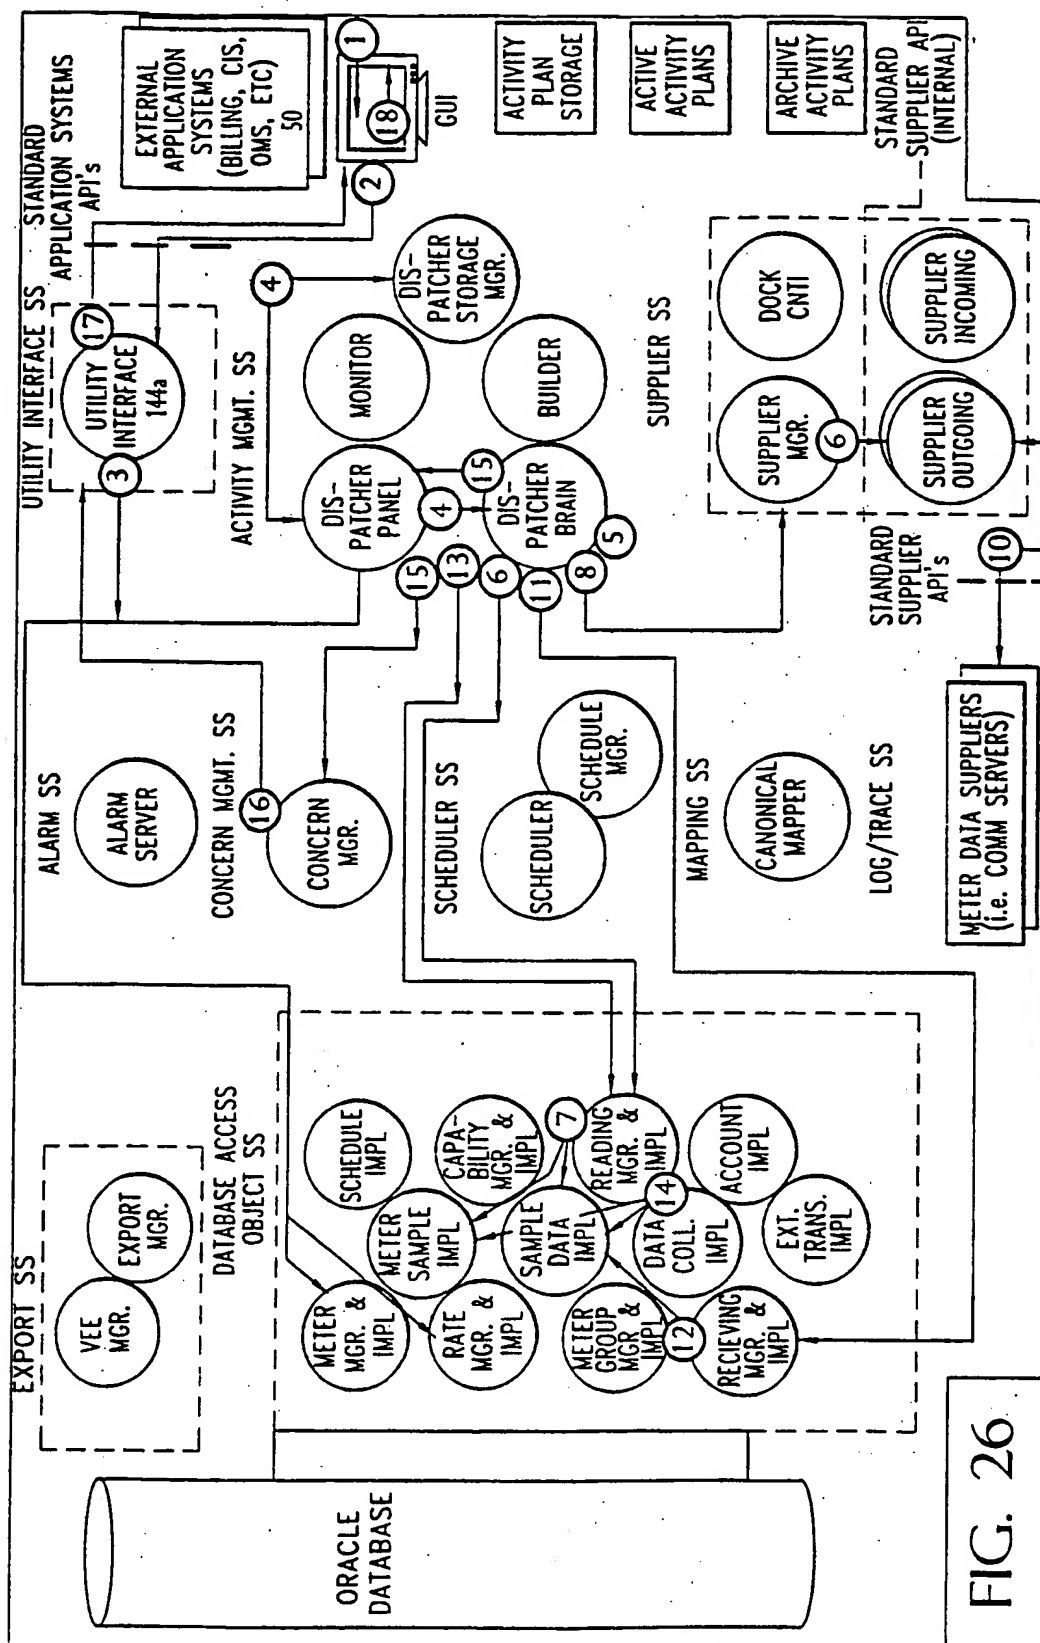 EXPORT SS
VEE
MGR.
EXPORT
MGR.
ALARM SS
ALARM
SERVER
UTILITY INTERFACE SS
UTILITY
INTERFACE
144a
17
3
STANDARD
APPLICATION SYSTEMS
API's
EXTERNAL
APPLICATION
SYSTEMS
(BILLING, CIS,
OMS, ETC)
50
1
18
GUI
2
ORACLE
DATABASE
DATABASE ACCESS
OBJECT SS
METER
MGR. &
IMPL
SCHEDULE
IMPL
METER
SAMPLE
IMPL
CAPA-
BILITY
MGR. &
IMPL
RATE
MGR. &
IMPL
SAMPLE
DATA
IMPL
7
READING
MGR. &
IMPL
METER
GROUP
MGR. &
IMPL
DATA
COLL.
IMPL
14
ACCOUNT
IMPL
12
RECIEVING
MGR. &
IMPL
EXT.
TRANS.
IMPL
CONCERN MGMT. SS
16
CONCERN
MGR.
ACTIVITY MGMT. SS
4
DIS-
PATCHER
PANEL
MONITOR
DIS-
PATCHER
STORAGE
MGR.
15
13
6
11
8
5
4
15
DIS-
PATCHER
BRAIN
BUILDER
SCHEDULER SS
SCHEDULER
SCHEDULE
MGR.
MAPPING SS
CANONICAL
MAPPER
LOG/TRACE SS
METER DATA SUPPLIERS
(i.e. COMM SERVERS)
SUPPLIER SS
SUPPLIER
MGR.
6
DOCK
CNTI
SUPPLIER
OUTGOING
SUPPLIER
INCOMING
STANDARD
SUPPLIER
API's
10
ACTIVITY
PLAN
STORAGE
ACTIVE
ACTIVITY
PLANS
ARCHIVE
ACTIVITY
PLANS
STANDARD
SUPPLIER API
(INTERNAL)
FIG. 26